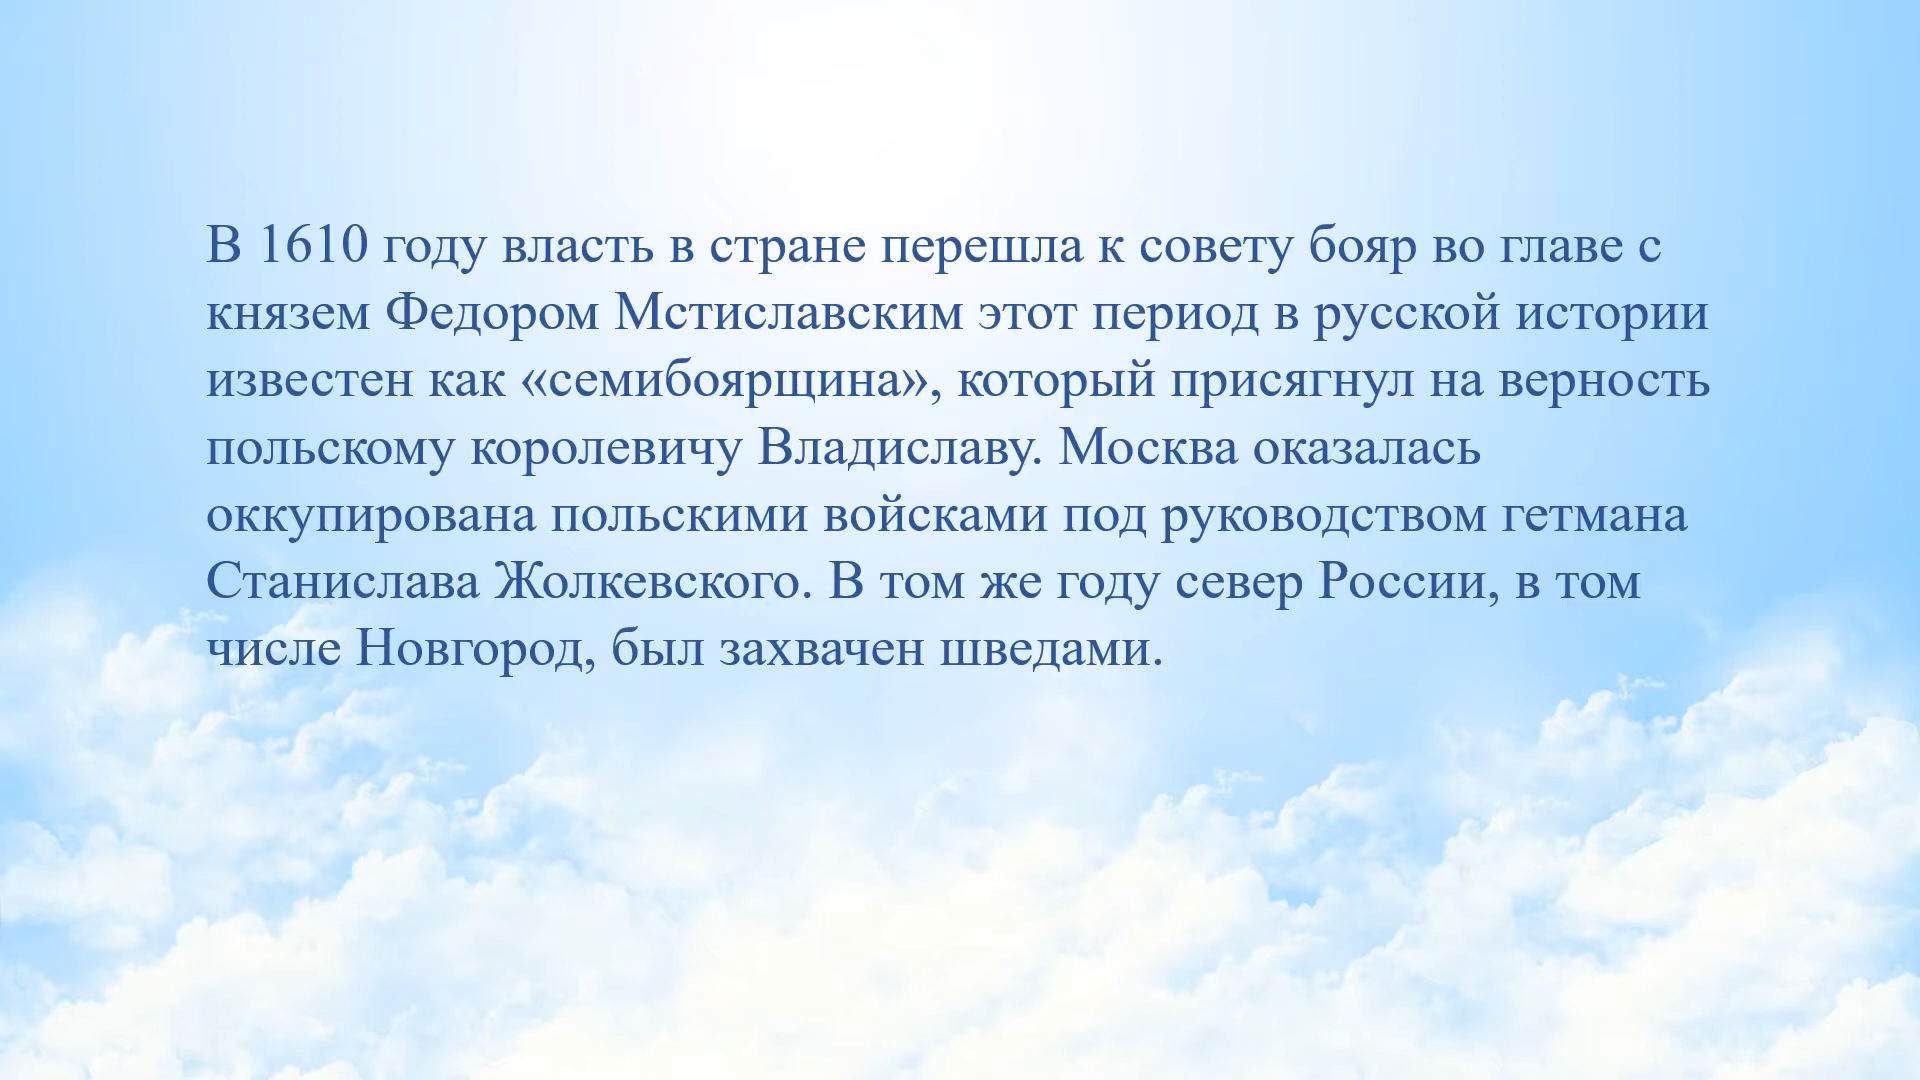 В 1610 году власть в стране перешла к совету бояр во главе с
князем Федором Мстиславским этот период в русской истории
известен как «семибоярщина», который присягнул на верность
польскому королевичу Владиславу. Москва оказалась
оккупирована польскими войсками под руководством гетмана
Станислава Жолкевского. В том же году север России, в том
числе Новгород, был захвачен шведами.